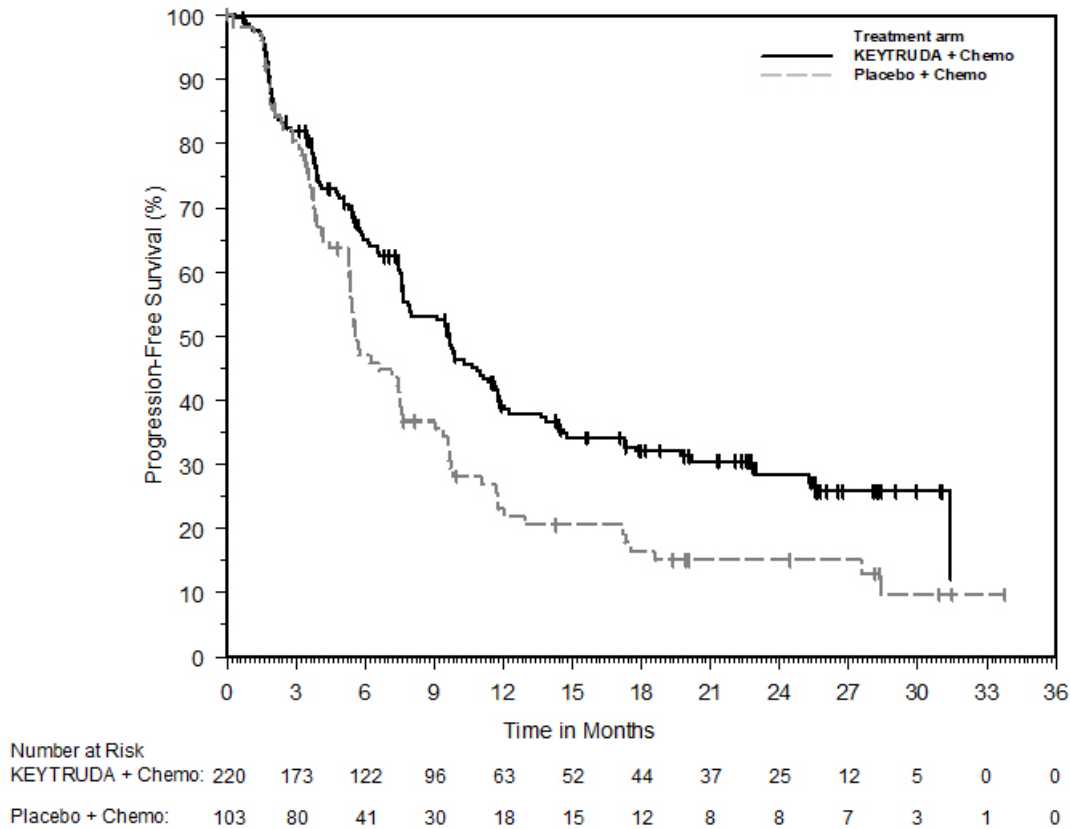 Treatment arm
KEYTRUDA + Chemo
Placebo + Chemo
Progression-Free Survival (%)
100
90
80
70
60
50
40
30
20
10
0
0 3 6 9 12 15 18 21 24 27 30 33 36
Time in Months
Number at Risk
KEYTRUDA + Chemo: 220 173 122 96 63 52 44 37 25 12 5 0 0
Placebo + Chemo: 103 80 41 30 18 15 12 8 8 7 3 1 0